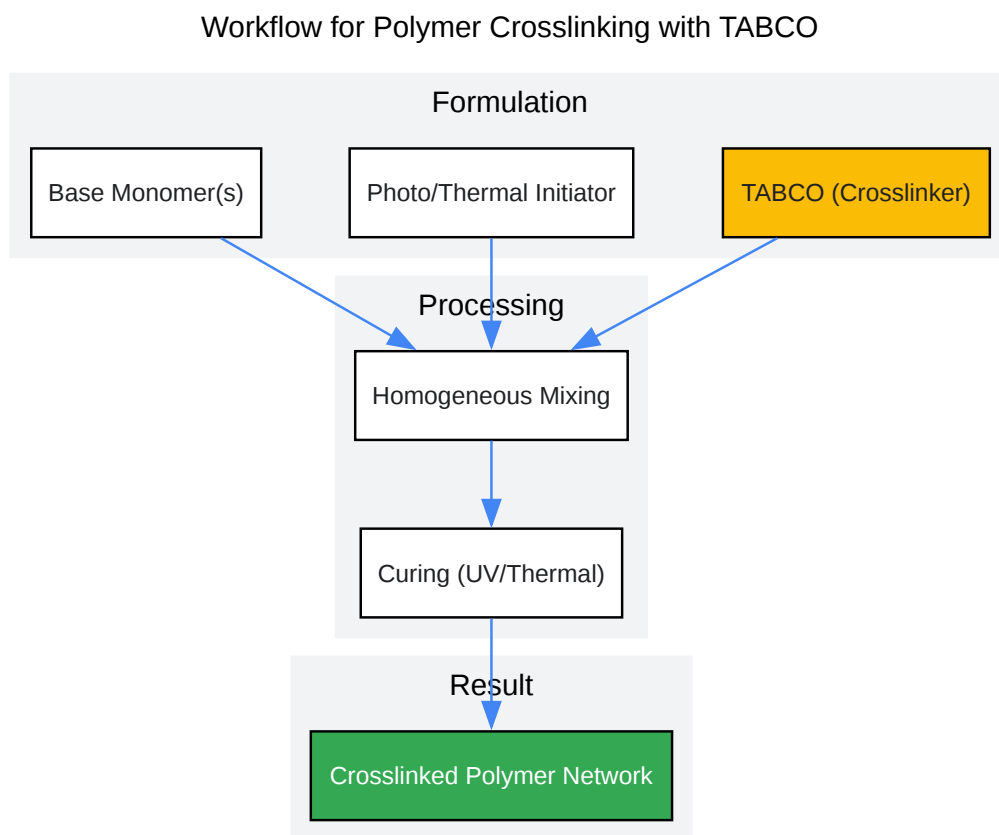 Workflow for Polymer Crosslinking with TABCO
Formulation
Base Monomer(s)
Photo/Thermal Initiator
TABCO (Crosslinker)
Processing
Homogeneous Mixing
Curing (UV/Thermal)
Result
Crosslinked Polymer Network